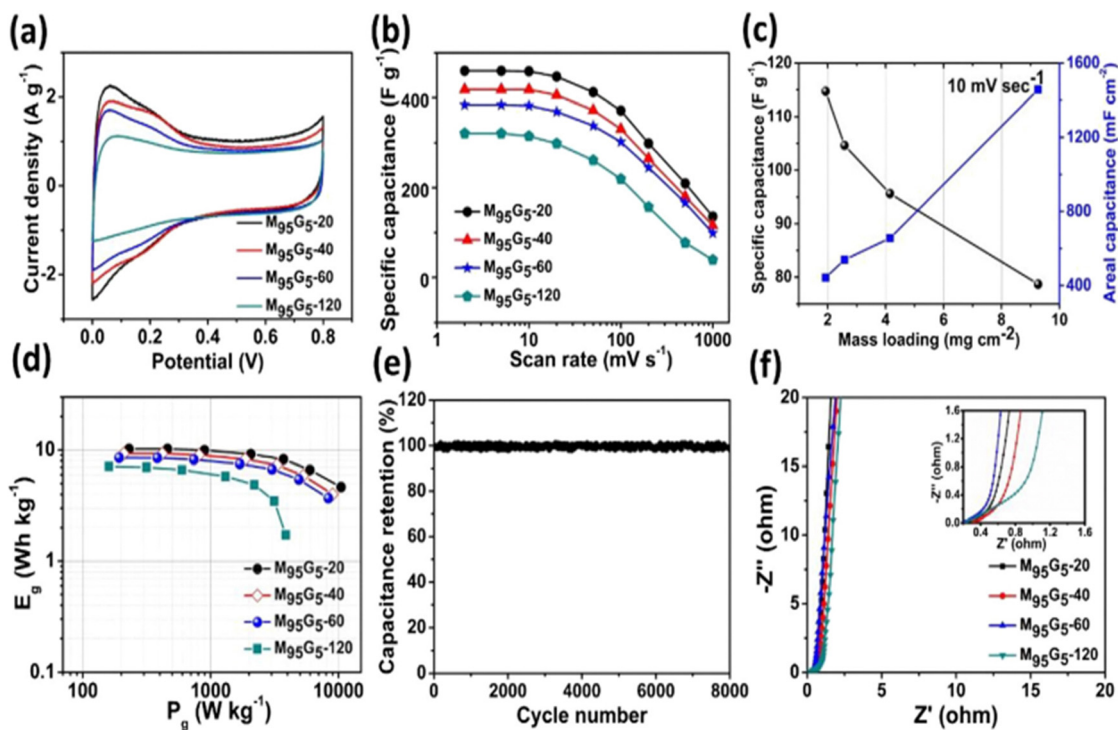 (a)
Current density (A g⁻¹)
2
0
-2
M₉₅G₅-20
M₉₅G₅-40
M₉₅G₅-60
M₉₅G₅-120
0.0 0.2 0.4 0.6 0.8
Potential (V)
(b)
Specific capacitance (F g⁻¹)
400
200
0
M₉₅G₅-20
M₉₅G₅-40
M₉₅G₅-60
M₉₅G₅-120
1 10 100 1000
Scan rate (mV s⁻¹)
(c)
Specific capacitance (F g⁻¹)
120
110
100
90
80
10 mV sec⁻¹
1600
1200
800
400
Areal capacitance (mF cm⁻²)
2 4 6 8 10
Mass loading (mg cm⁻²)
(d)
E_g (Wh kg⁻¹)
10
1
0.1
M₉₅G₅-20
M₉₅G₅-40
M₉₅G₅-60
M₉₅G₅-120
100 1000 10000
P_g (W kg⁻¹)
(e)
Capacitance retention (%)
120
100
80
60
40
20
0
0 2000 4000 6000 8000
Cycle number
(f)
-Z'' (ohm)
20
15
10
5
0
-Z'' (ohm)
1.6
1.2
0.8
0.4
0.0
0.4 0.8 1.2 1.6
Z' (ohm)
M₉₅G₅-20
M₉₅G₅-40
M₉₅G₅-60
M₉₅G₅-120
0 5 10 15 20
Z' (ohm)